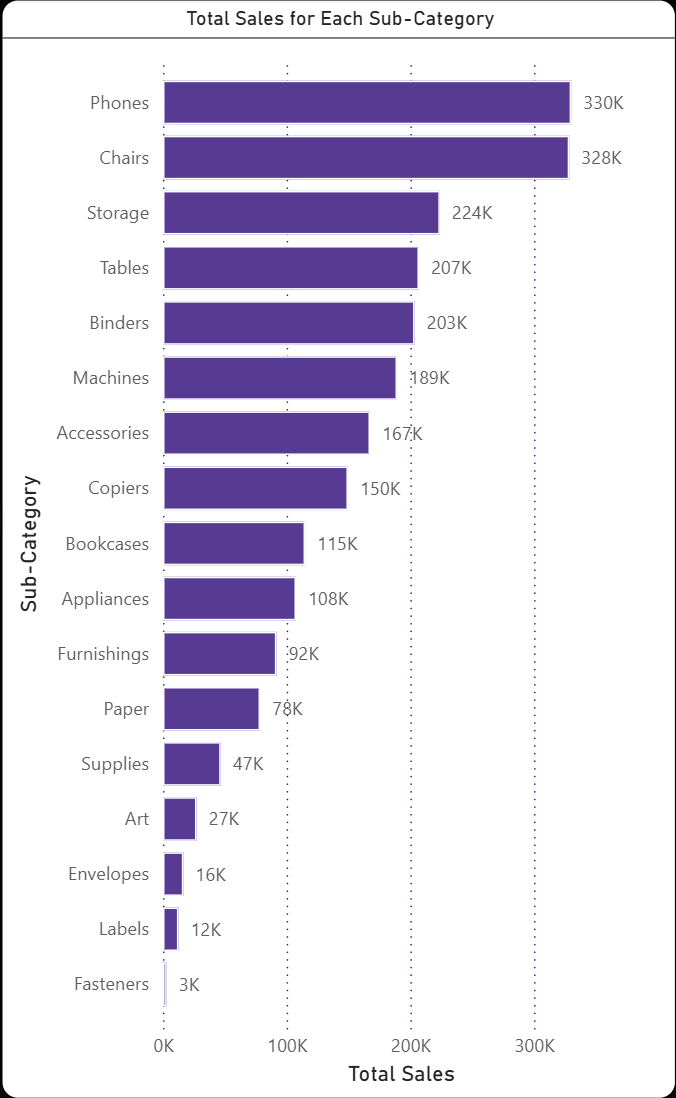 Total Sales for Each Sub-Category
Phones 330K
Chairs 328K
Storage 224K
Tables 207K
Binders 203K
Machines 189K
Accessories 167K
Copiers 150K
Bookcases 115K
Appliances 108K
Furnishings 92K
Paper 78K
Supplies 47K
Art 27K
Envelopes 16K
Labels 12K
Fasteners 3K
Sub-Category
0K 100K 200K 300K
Total Sales